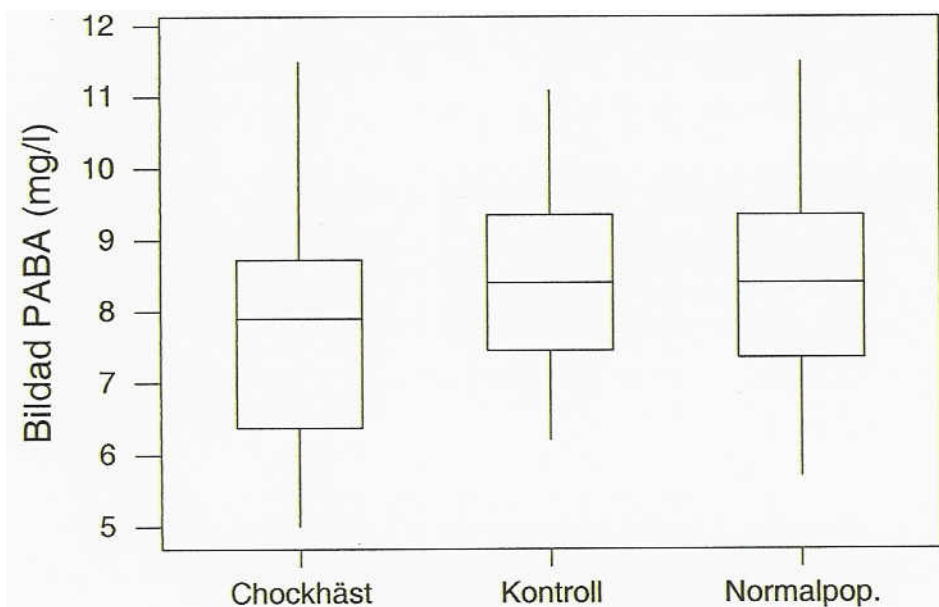 Bildad PABA (mg/l)
12
11
10
9
8
7
6
5
Chockhäst
Kontroll
Normalpop.